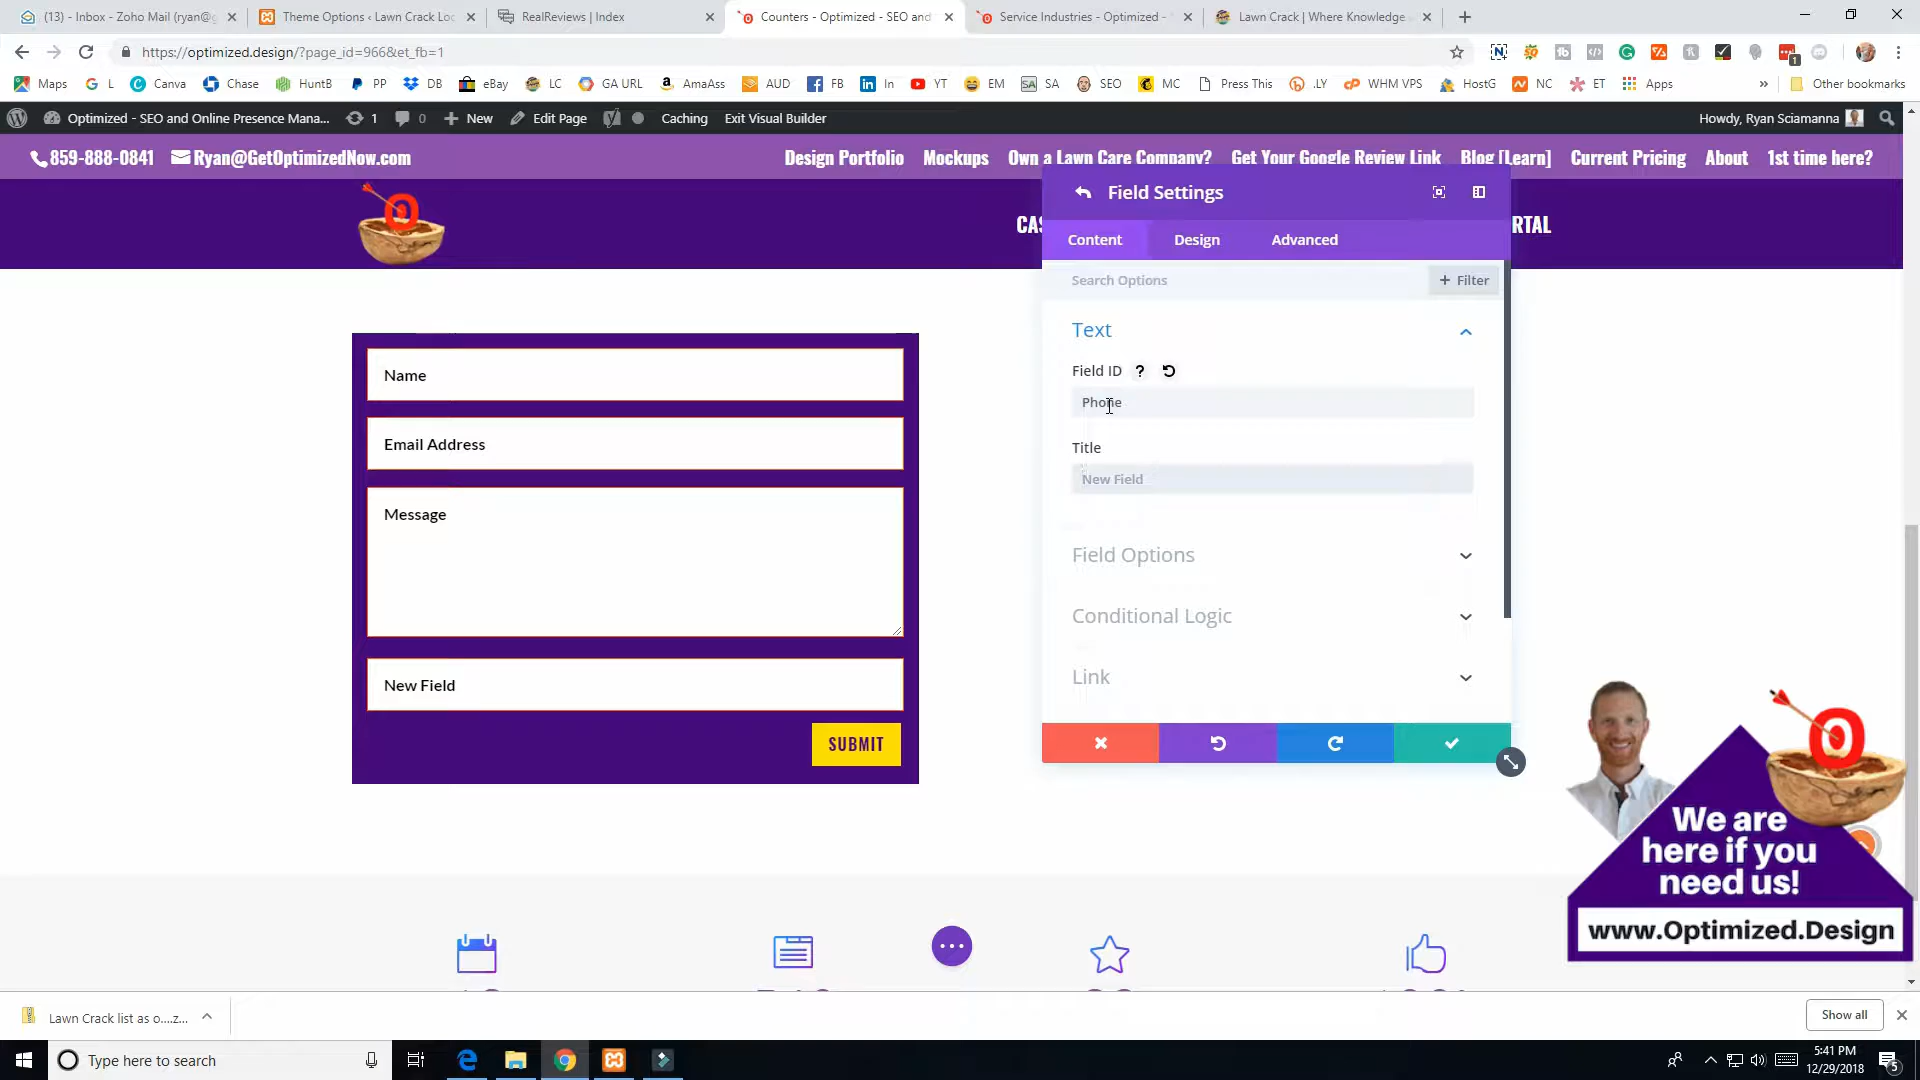 (13) - Inbox - Zoho Mail (ryan@g
Theme Options ‹ Lawn Crack Loc
RealReviews | Index
Counters - Optimized - SEO and
Service Industries - Optimized -
Lawn Crack | Where Knowledge
https://optimized.design/?page_id=966&et_fb=1
Maps
G L
Canva
Chase
HuntB
PP
DB
eBay
LC
GA URL
AmaAss
AUD
FB
In
YT
EM
SA
SEO
MC
Press This
.LY
WHM VPS
HostG
NC
ET
Apps
»
Other bookmarks
Optimized - SEO and Online Presence Mana...
1
0
New
Edit Page
Caching
Exit Visual Builder
Howdy, Ryan Sciamanna
859-888-0841
Ryan@GetOptimizedNow.com
Design Portfolio
Mockups
Own a Lawn Care Company?
Get Your Google Review Link
Blog [Learn]
Current Pricing
About
1st time here?
CAS
RTAL
Field Settings
Content
Design
Advanced
Search Options
+ Filter
Text
Field ID ?
Phone
Title
New Field
Field Options
Conditional Logic
Link
Name
Email Address
Message
New Field
SUBMIT
We are
here if you
need us!
www.Optimized.Design
Lawn Crack list as o....z...
Show all
Type here to search
5:41 PM
12/29/2018
5